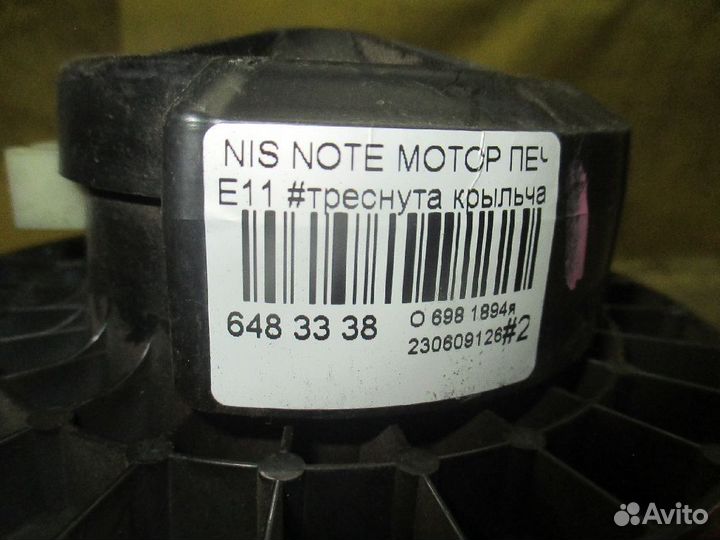 NIS NOTE МОТОР ПЕЧ
E11 #треснута крыльча
648 33 38
О 698 1894я
230609126#2
Avito